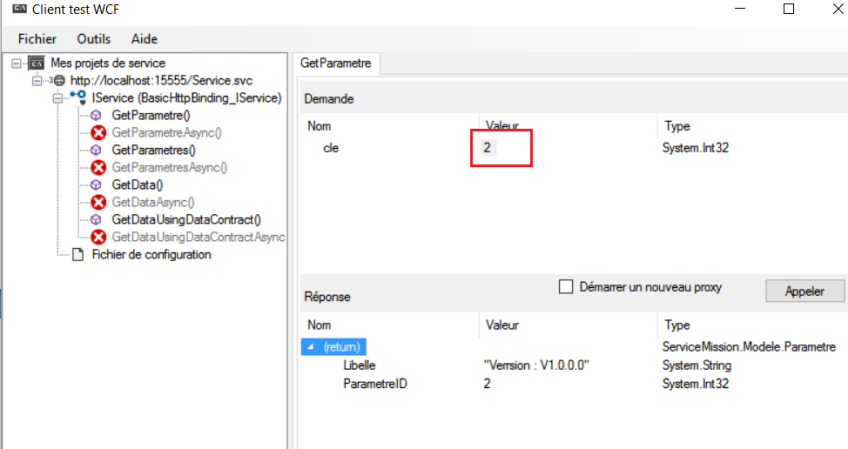 Client test WCF
Fichier Outils Aide
Mes projets de service
http://localhost:15555/Service.svc
IService (BasicHttpBinding_IService)
GetParametre()
GetParametreAsync()
GetParametres()
GetParametresAsync()
GetData()
GetDataAsync()
GetDataUsingDataContract()
GetDataUsingDataContractAsync
Fichier de configuration
GetParametre
Demande
Nom Valeur Type
cle 2 System.Int32
Réponse
Démarrer un nouveau proxy
Appeler
Nom Valeur Type
(return) ServiceMission.Modele.Parametre
Libelle "Verrsion : V1.0.0.0" System.String
ParametreID 2 System.Int32